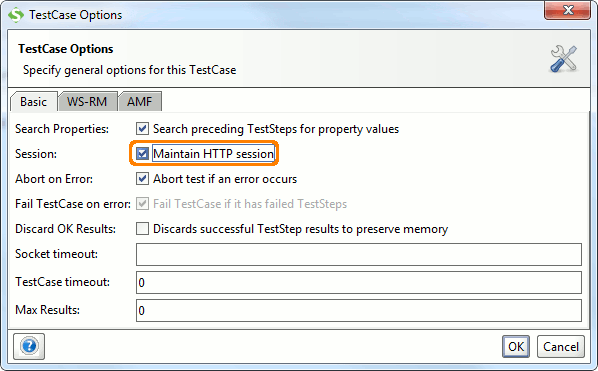 TestCase Options
TestCase Options
Specify general options for this TestCase
Basic WS-RM AMF
Search Properties: Search preceding TestSteps for property values
Session: Maintain HTTP session
Abort on Error: Abort test if an error occurs
Fail TestCase on error: Fail TestCase if it has failed TestSteps
Discard OK Results: Discards successful TestStep results to preserve memory
Socket timeout:
TestCase timeout: 0
Max Results: 0
? OK Cancel